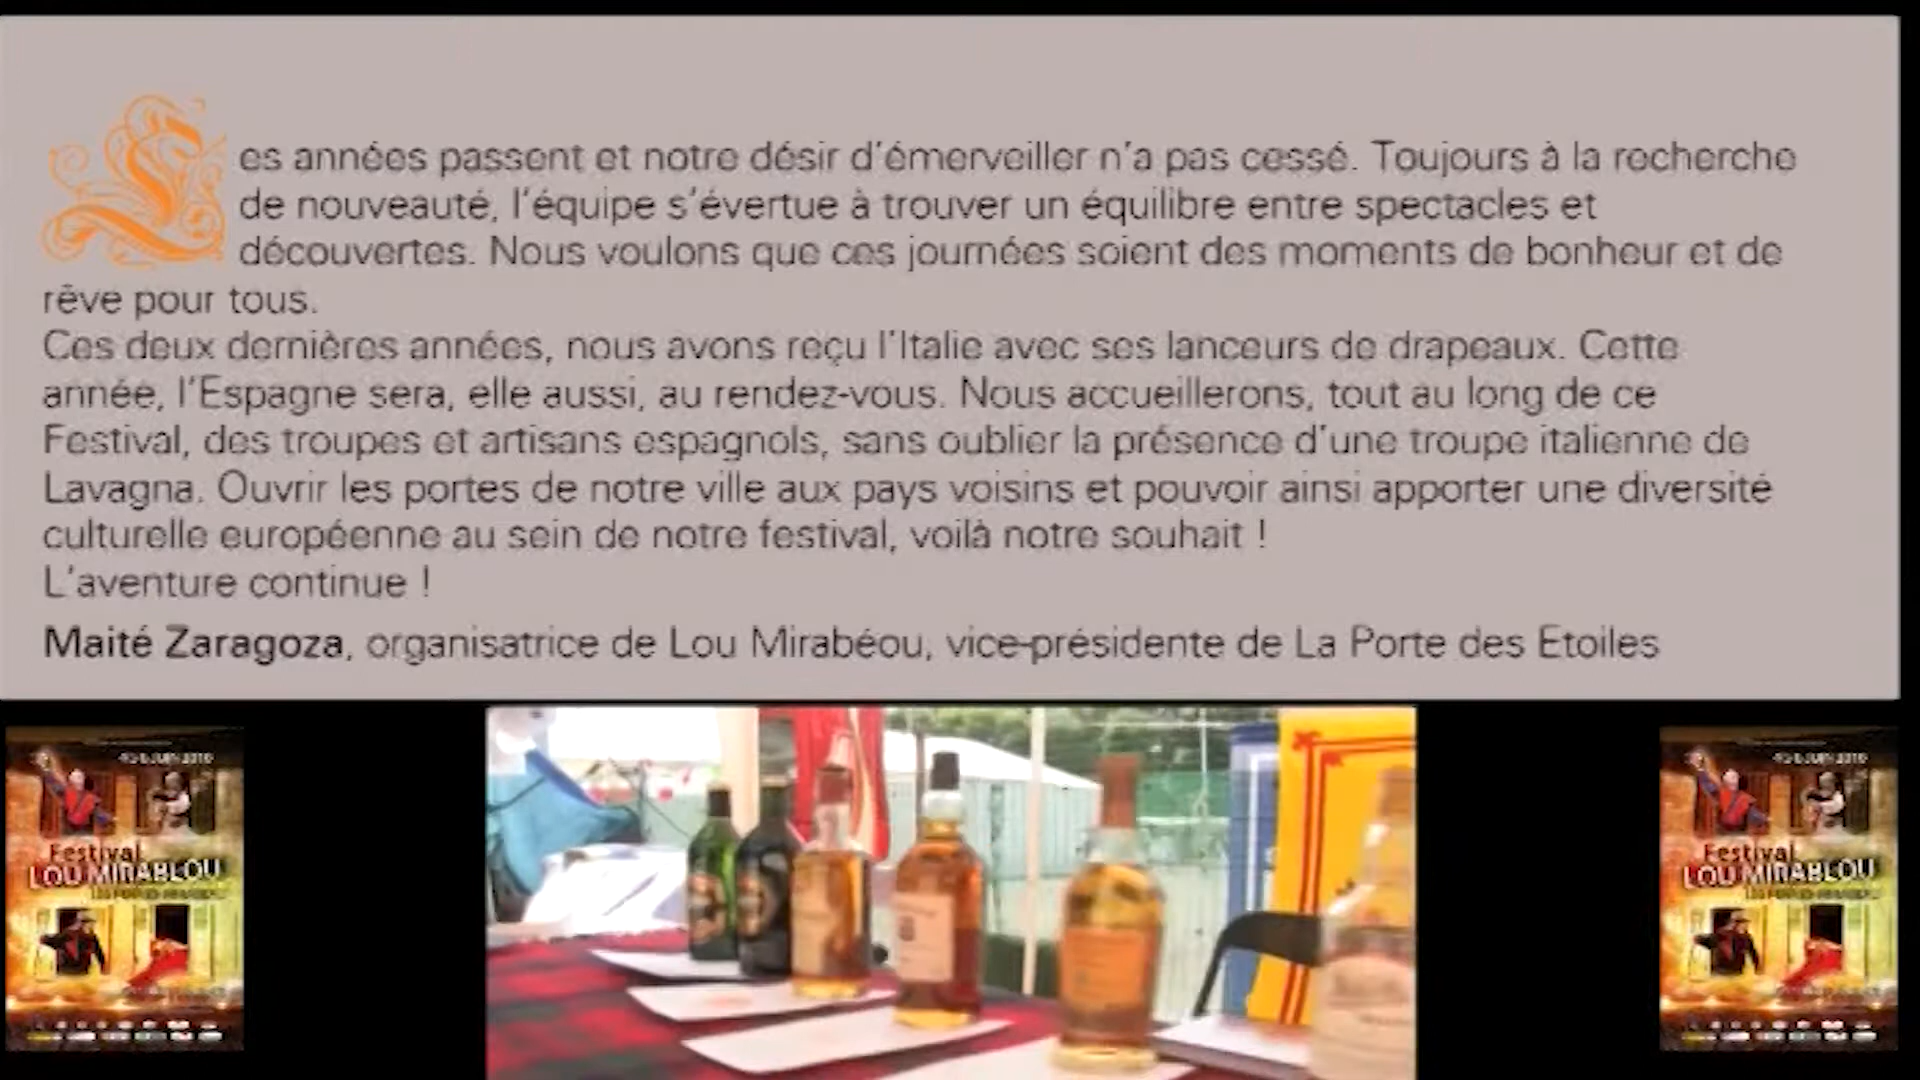 Les années passent et notre désir d'émerveiller n'a pas cessé. Toujours à la recherche
de nouveauté, l'équipe s'évertue à trouver un équilibre entre spectacles et
découvertes. Nous voulons que ces journées soient des moments de bonheur et de
rêve pour tous.
Ces deux dernières années, nous avons reçu l'Italie avec ses lanceurs de drapeaux. Cette
année, l'Espagne sera, elle aussi, au rendez-vous. Nous accueillerons, tout au long de ce
Festival, des troupes et artisans espagnols, sans oublier la présence d'une troupe italienne de
Lavagna. Ouvrir les portes de notre ville aux pays voisins et pouvoir ainsi apporter une diversité
culturelle européenne au sein de notre festival, voilà notre souhait !
L'aventure continue !
Maité Zaragoza, organisatrice de Lou Mirabéou, vice-présidente de La Porte des Etoiles
Festival
LOU MIRABEOU
Festival
LOU MIRABEOU